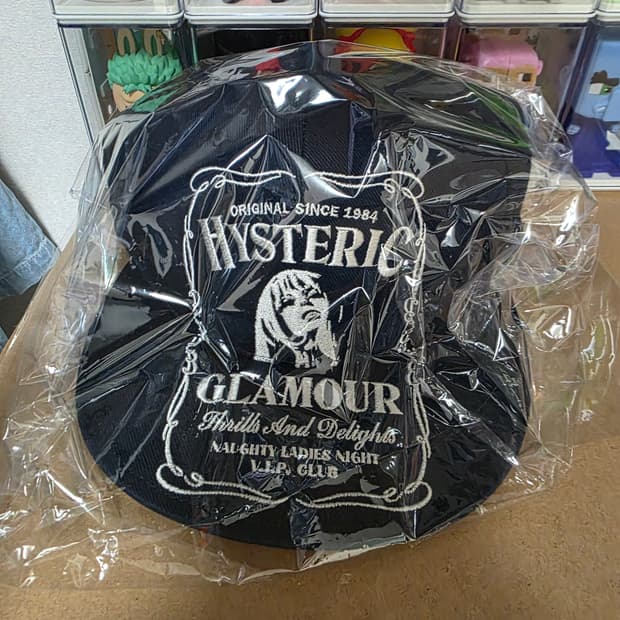 ORIGINAL SINCE 1984
HYSTERIC
GLAMOUR
Thrills And Delights
NAUGHTY LADIES NIGHT
V.I.P. CLUB